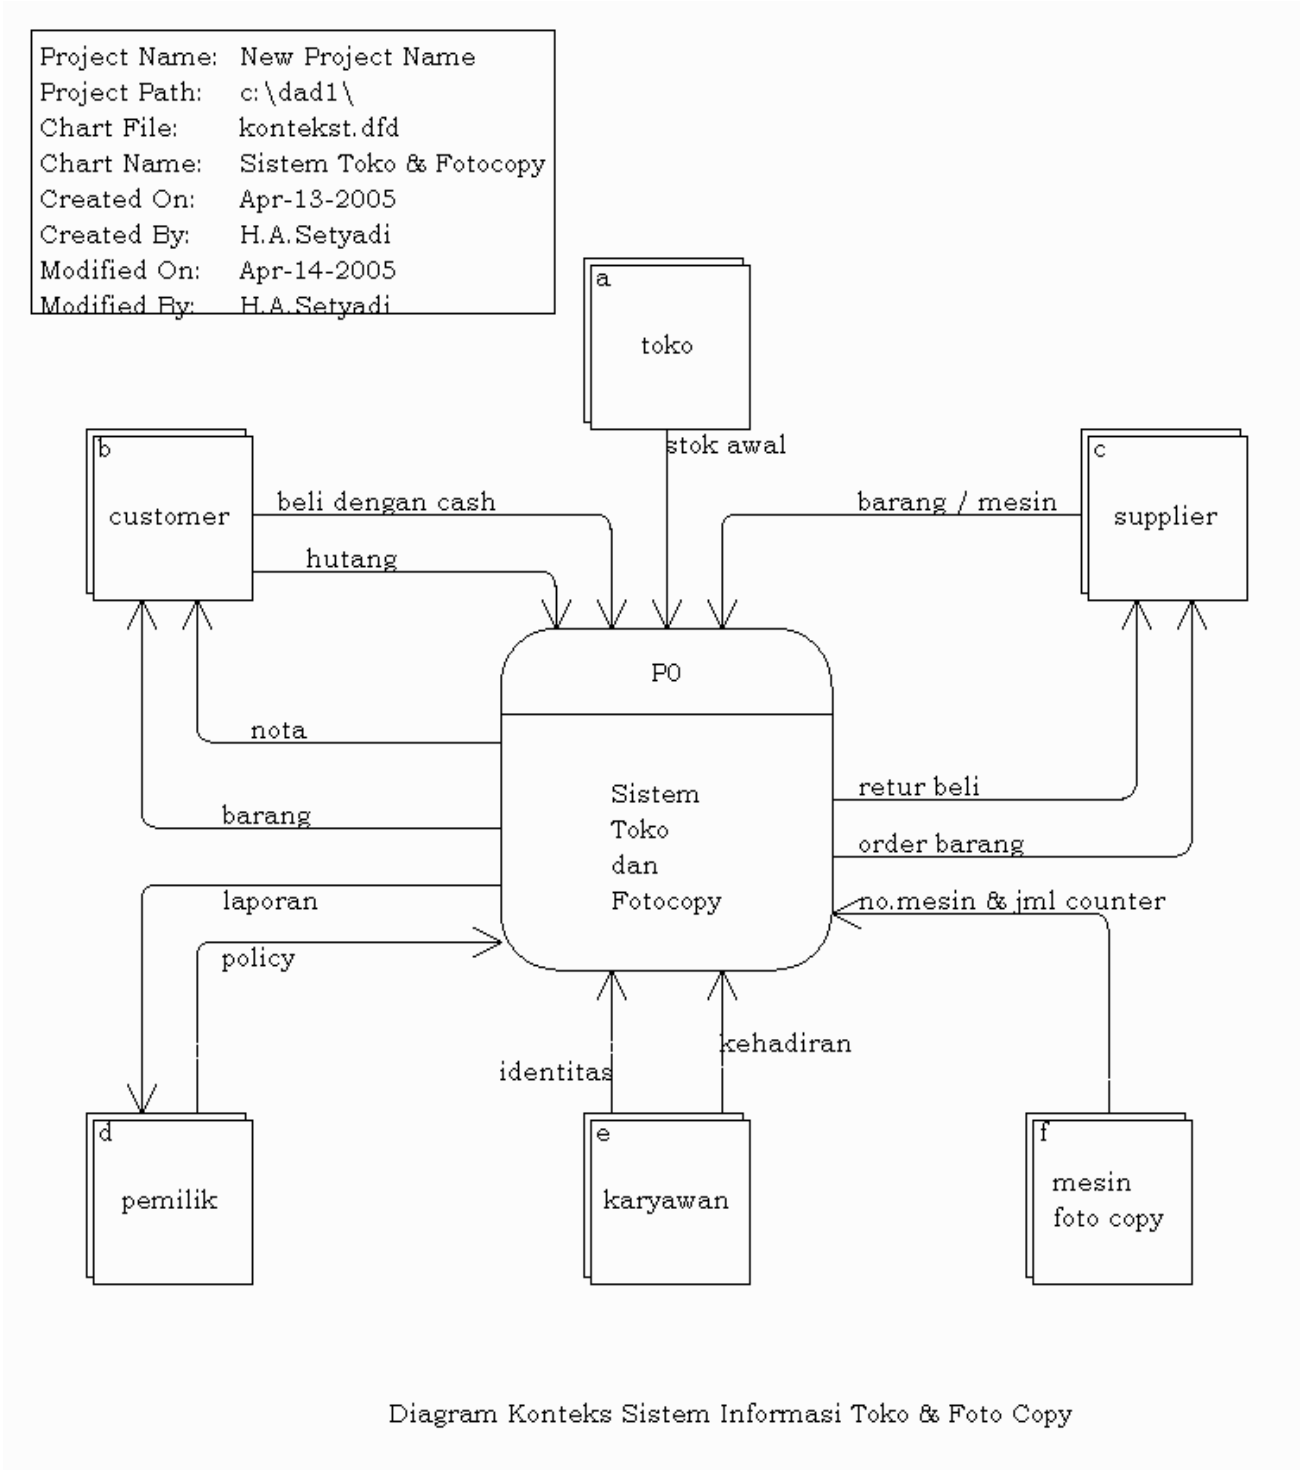 Project Name: New Project Name
Project Path: c:\dad1\
Chart File: kontekst.dfd
Chart Name: Sistem Toko & Fotocopy
Created On: Apr-13-2005
Created By: H.A.Setyadi
Modified On: Apr-14-2005
Modified By: H.A.Setyadi
a
toko
stok awal
b
customer
beli dengan cash
hutang
c
supplier
barang / mesin
P0
Sistem
Toko
dan
Fotocopy
nota
barang
laporan
policy
retur beli
order barang
no.mesin & jml counter
identitas
kehadiran
d
pemilik
e
karyawan
f
mesin
foto copy
Diagram Konteks Sistem Informasi Toko & Foto Copy